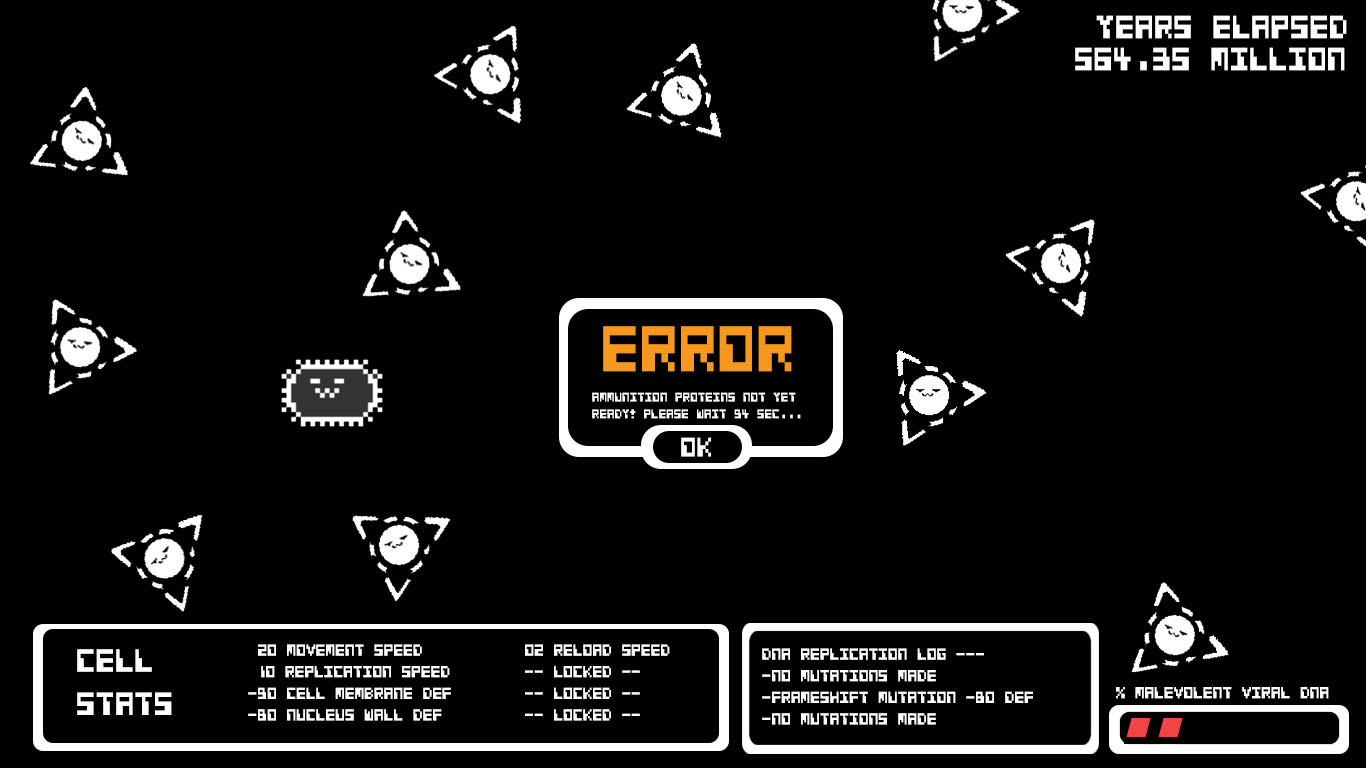 YEARS ELAPSED
564.35 MILLION
ERROR
AMMUNITION PROTEINS NOT YET
READY! PLEASE WAIT 94 SEC...
OK
CELL
STATS
20 MOVEMENT SPEED
10 REPLICATION SPEED
-90 CELL MEMBRANE DEF
-80 NUCLEUS WALL DEF
02 RELOAD SPEED
-- LOCKED --
-- LOCKED --
-- LOCKED --
DNA REPLICATION LOG ---
-NO MUTATIONS MADE
-FRAMESHIFT MUTATION -80 DEF
-NO MUTATIONS MADE
% MALEVOLENT VIRAL DNA